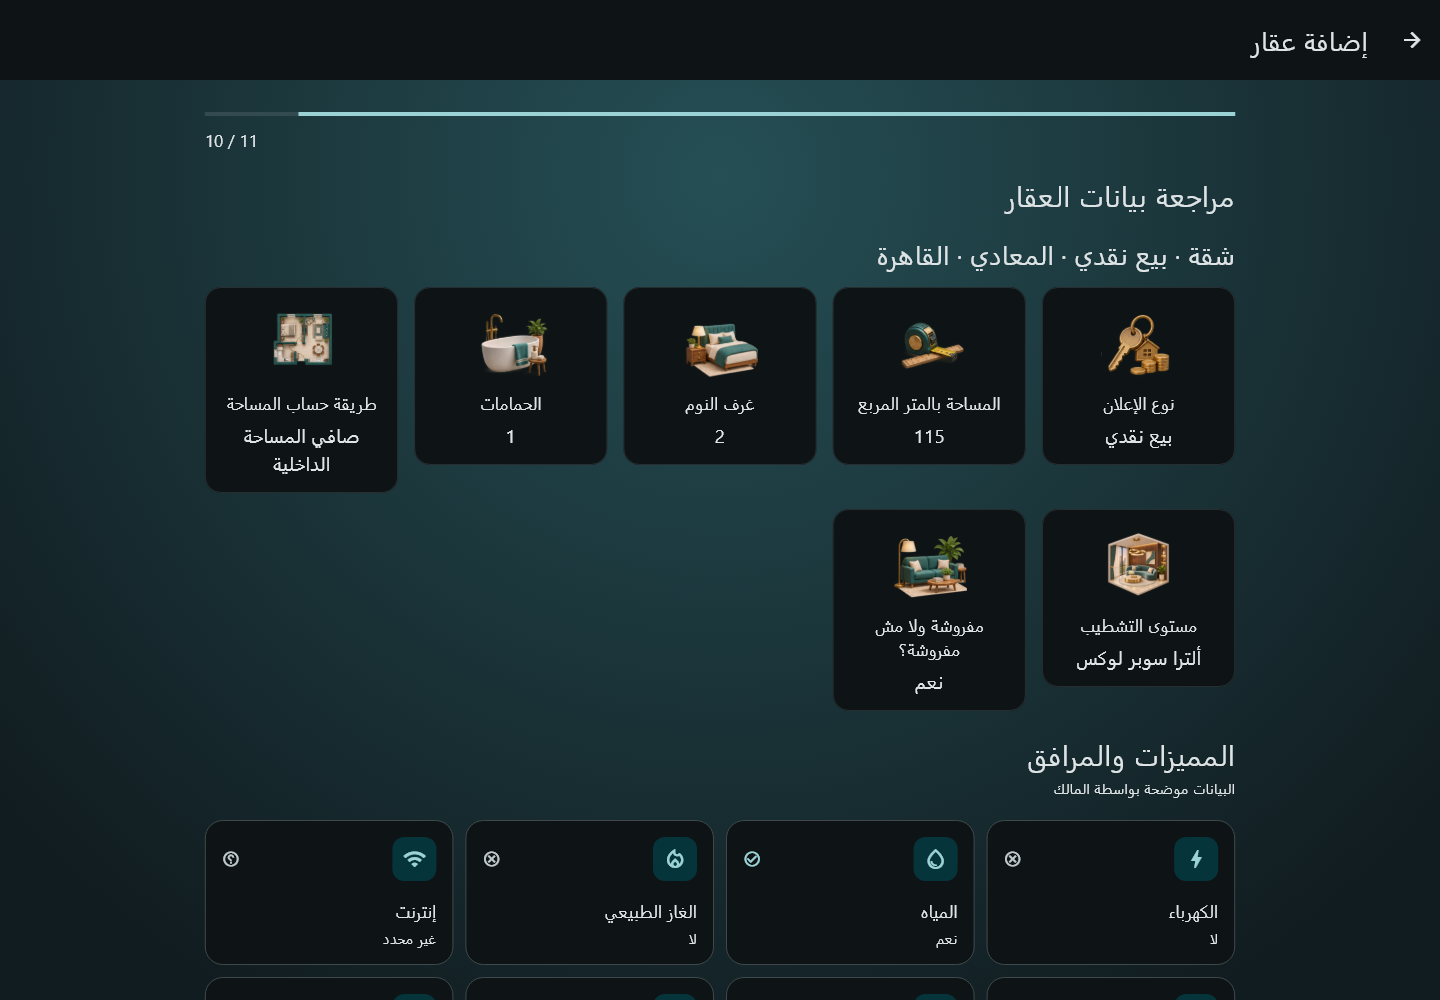 إضافة عقار
10 / 11
مراجعة بيانات العقار
شقة · بيع نقدي · المعادي · القاهرة
نوع الإعلان
بيع نقدي
المساحة بالمتر المربع
115
غرف النوم
2
الحمامات
1
طريقة حساب المساحة
صافي المساحة
الداخلية
مستوى التشطيب
ألترا سوبر لوكس
مفروشة ولا مش
مفروشة؟
نعم
المميزات والمرافق
البيانات موضحة بواسطة المالك
الكهرباء
لا
المياه
نعم
الغاز الطبيعي
لا
إنترنت
غير محدد